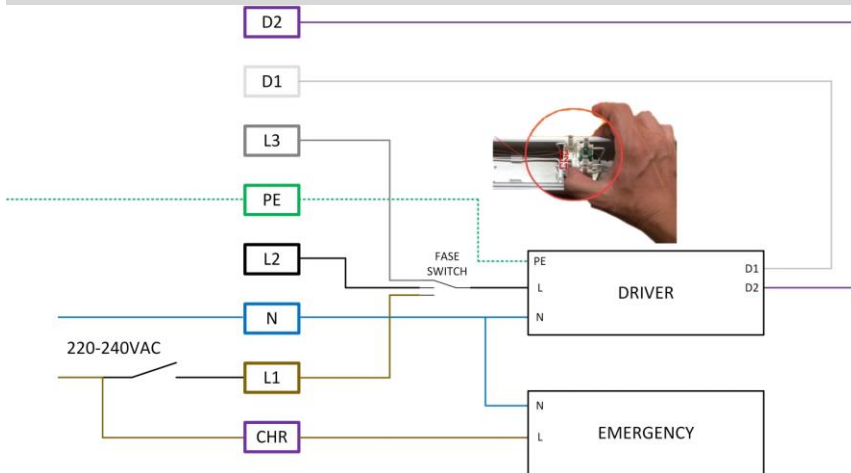 D2
D1
L3
PE
L2
N
220-240VAC
L1
CHR
FASE
SWITCH
PE
L
N
DRIVER
D1
D2
N
L
EMERGENCY